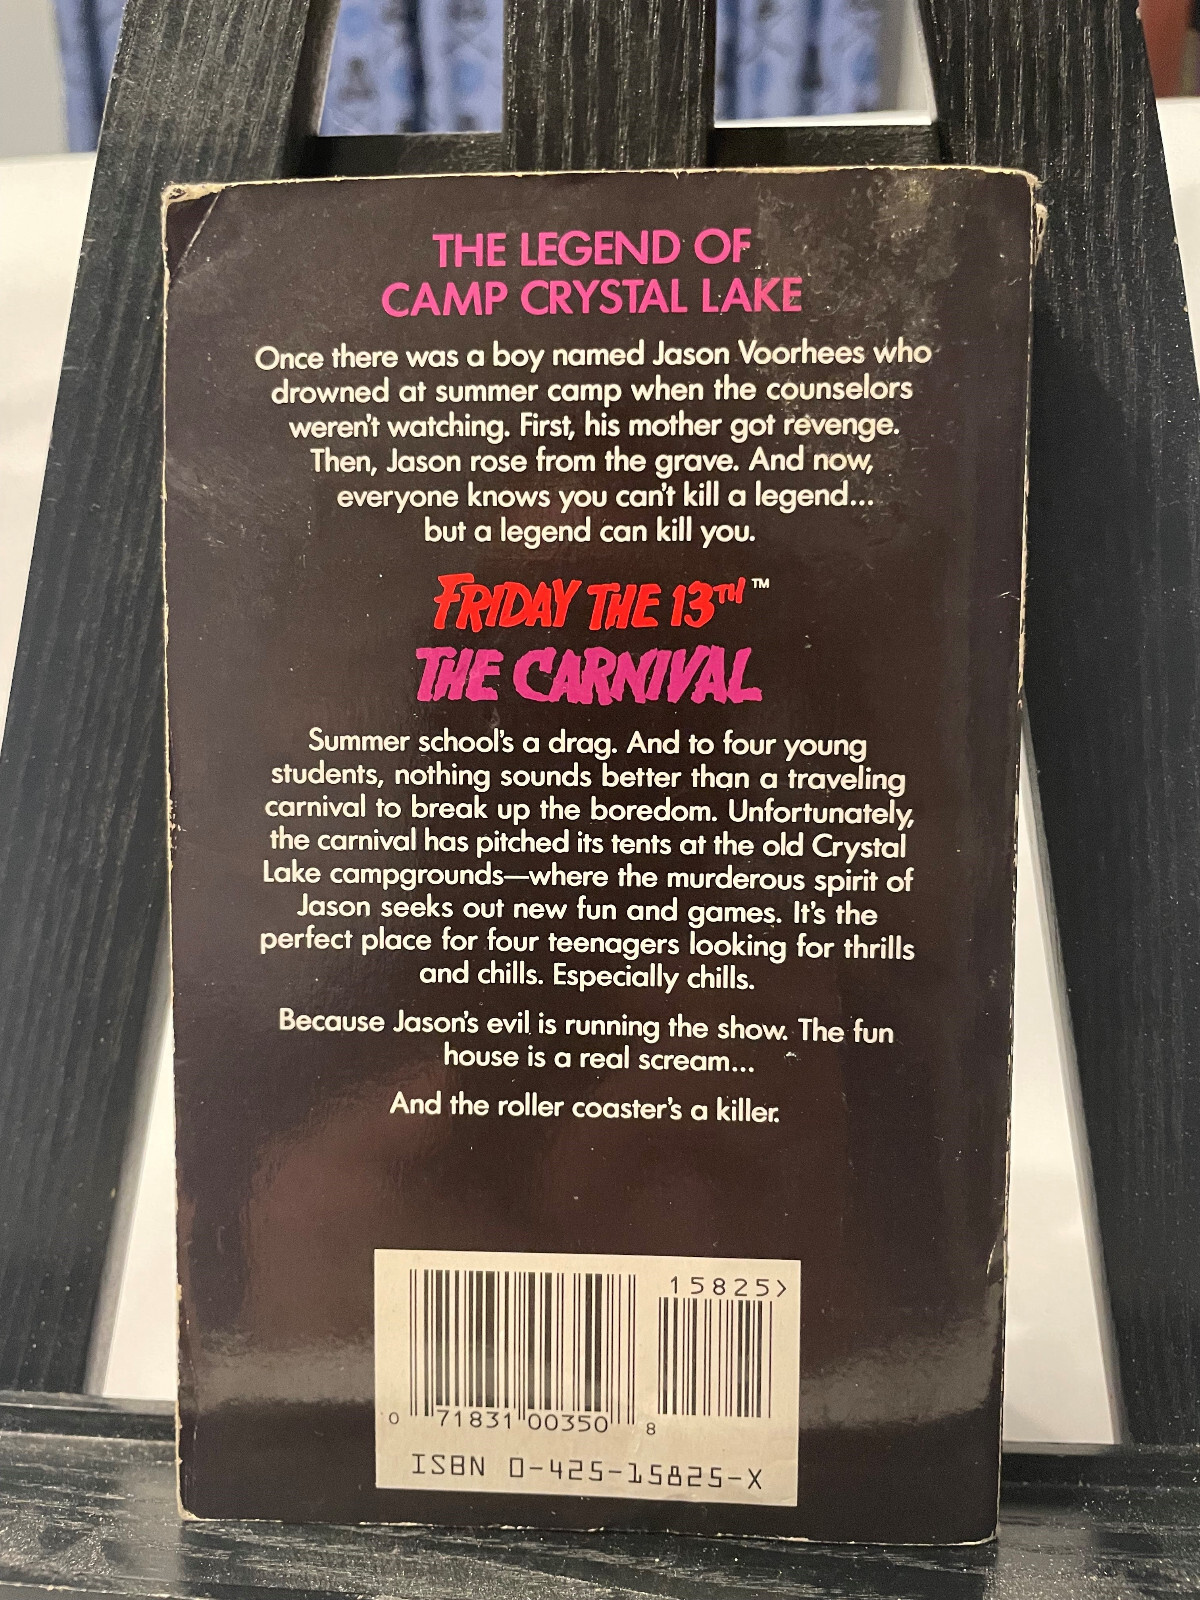 THE LEGEND OF
CAMP CRYSTAL LAKE
Once there was a boy named Jason Voorhees who
drowned at summer camp when the counselors
weren't watching. First, his mother got revenge.
Then, Jason rose from the grave. And now,
everyone knows you can't kill a legend...
but a legend can kill you.
FRIDAY THE 13TH™
THE CARNIVAL
Summer school's a drag. And to four young
students, nothing sounds better than a traveling
carnival to break up the boredom. Unfortunately,
the carnival has pitched its tents at the old Crystal
Lake campgrounds—where the murderous spirit of
Jason seeks out new fun and games. It's the
perfect place for four teenagers looking for thrills
and chills. Especially chills.
Because Jason's evil is running the show. The fun
house is a real scream...
And the roller coaster's a killer.
15825>
0 71831 00350 8
ISBN 0-425-15825-X